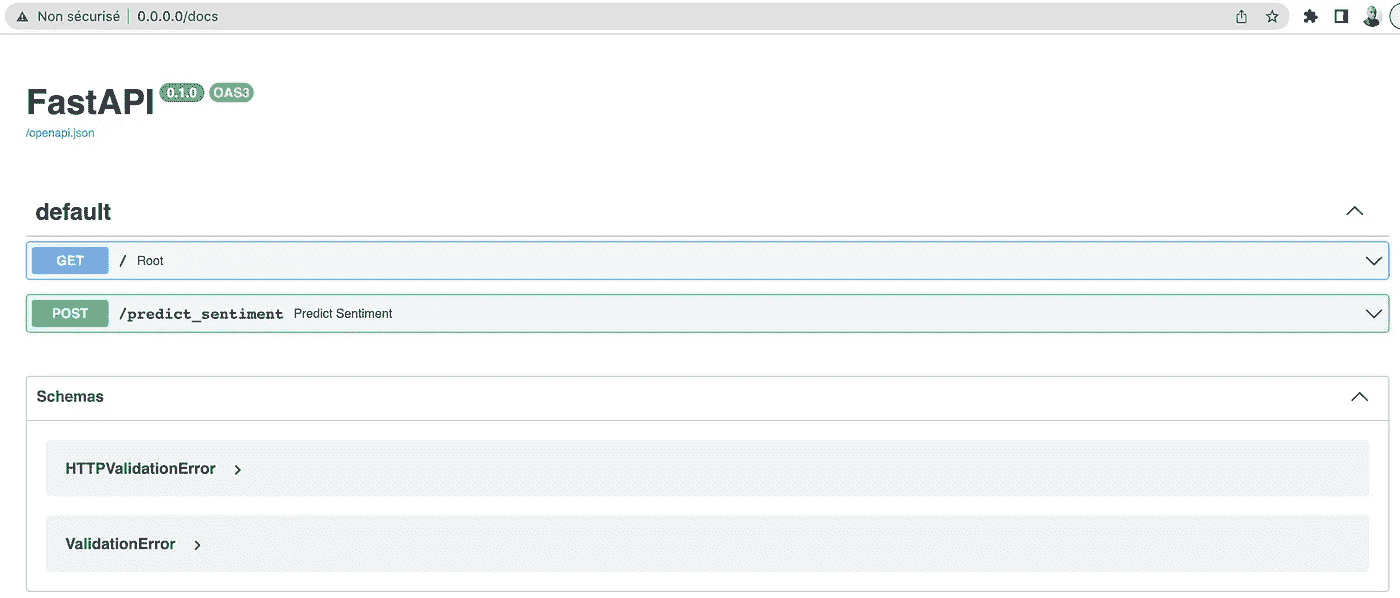 Non sécurisé 0.0.0.0/docs
FastAPI 0.1.0 OAS3
/openapi.json
default
GET / Root
POST /predict_sentiment Predict Sentiment
Schemas
HTTPValidationError
ValidationError